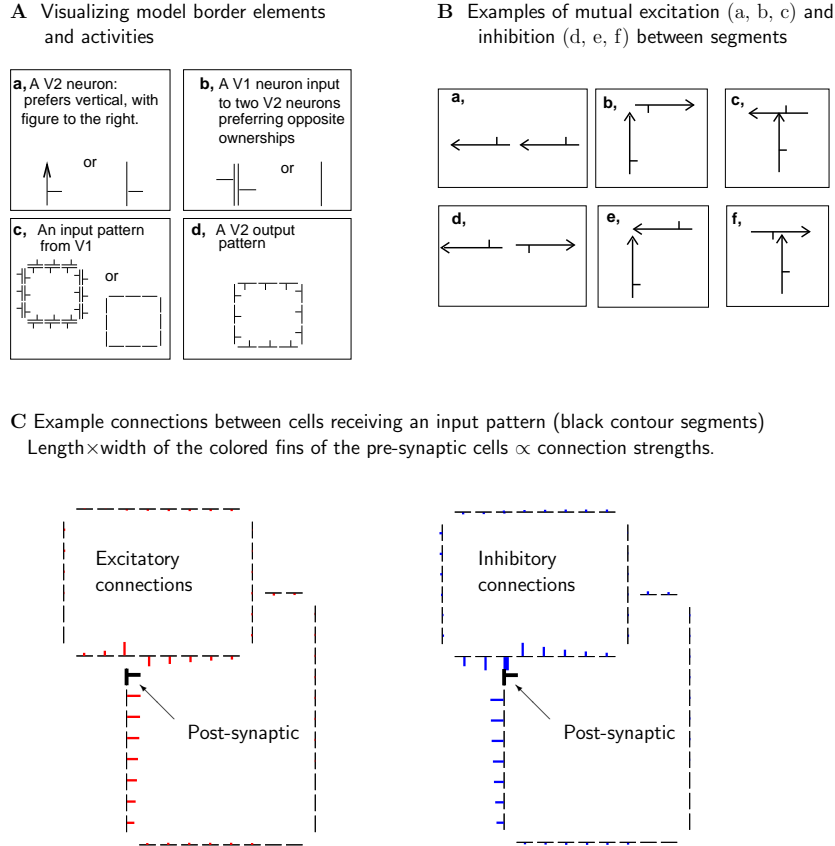 A Visualizing model border elements
and activities
a, A V2 neuron:
prefers vertical, with
figure to the right.
or
b, A V1 neuron input
to two V2 neurons
preferring opposite
ownerships
or
c, An input pattern
from V1
or
d, A V2 output
pattern
B Examples of mutual excitation (a, b, c) and
inhibition (d, e, f) between segments
a,
b,
c,
d,
e,
f,
C Example connections between cells receiving an input pattern (black contour segments)
Length×width of the colored fins of the pre-synaptic cells ∝ connection strengths.
Excitatory
connections
Post-synaptic
Inhibitory
connections
Post-synaptic